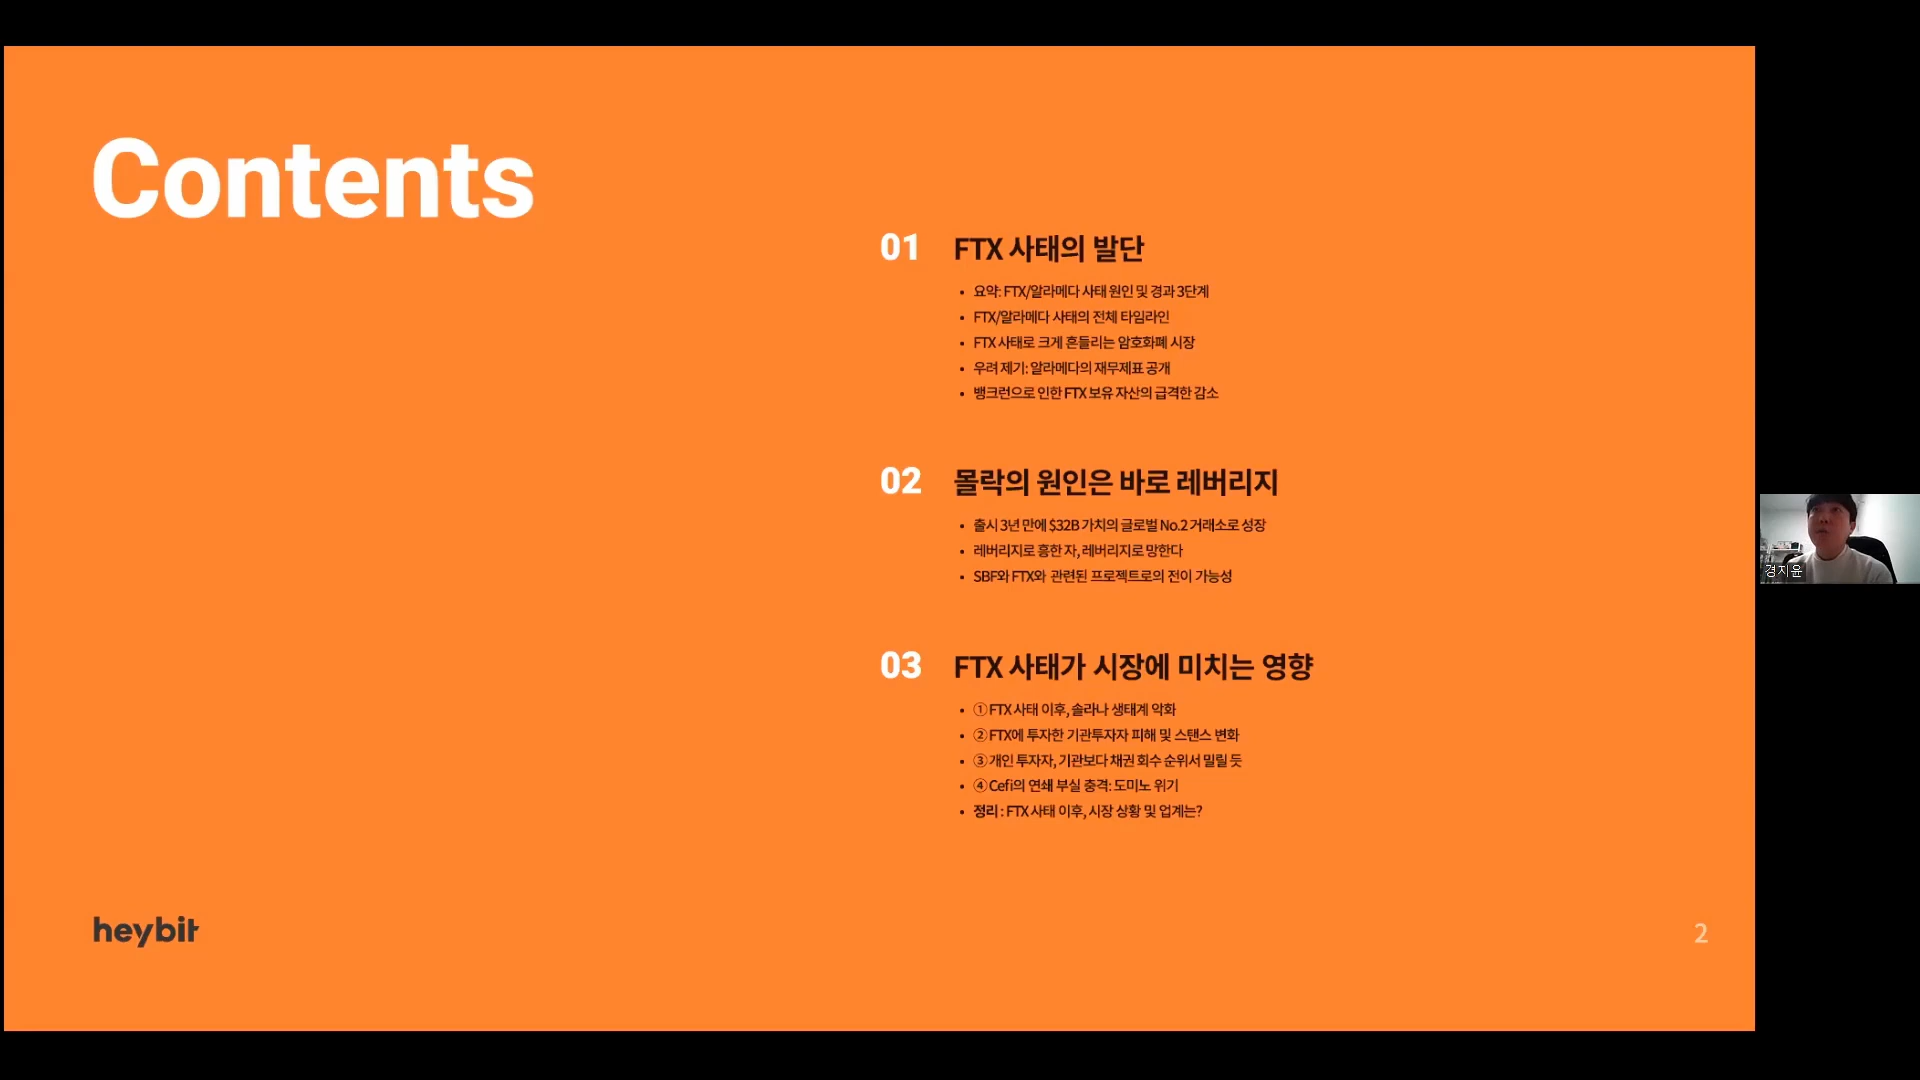 Contents
01 FTX 사태의 발단
• 요약: FTX/알라메다 사태 원인 및 경과 3단계
• FTX/알라메다 사태의 전체 타임라인
• FTX 사태로 크게 흔들리는 암호화폐 시장
• 우려 제기: 알라메다의 재무제표 공개
• 뱅크런으로 인한 FTX 보유 자산의 급격한 감소
02 몰락의 원인은 바로 레버리지
• 출시 3년 만에 $32B 가치의 글로벌 No.2 거래소로 성장
• 레버리지로 흥한 자, 레버리지로 망한다
• SBF와 FTX와 관련된 프로젝트로의 전이 가능성
03 FTX 사태가 시장에 미치는 영향
• ① FTX 사태 이후, 솔라나 생태계 악화
• ② FTX에 투자한 기관투자자 피해 및 스탠스 변화
• ③ 개인 투자자, 기관보다 채권 회수 순위서 밀릴 듯
• ④ Cefi의 연쇄 부실 충격: 도미노 위기
• 정리 : FTX 사태 이후, 시장 상황 및 업계는?
경지윤
heybit
2